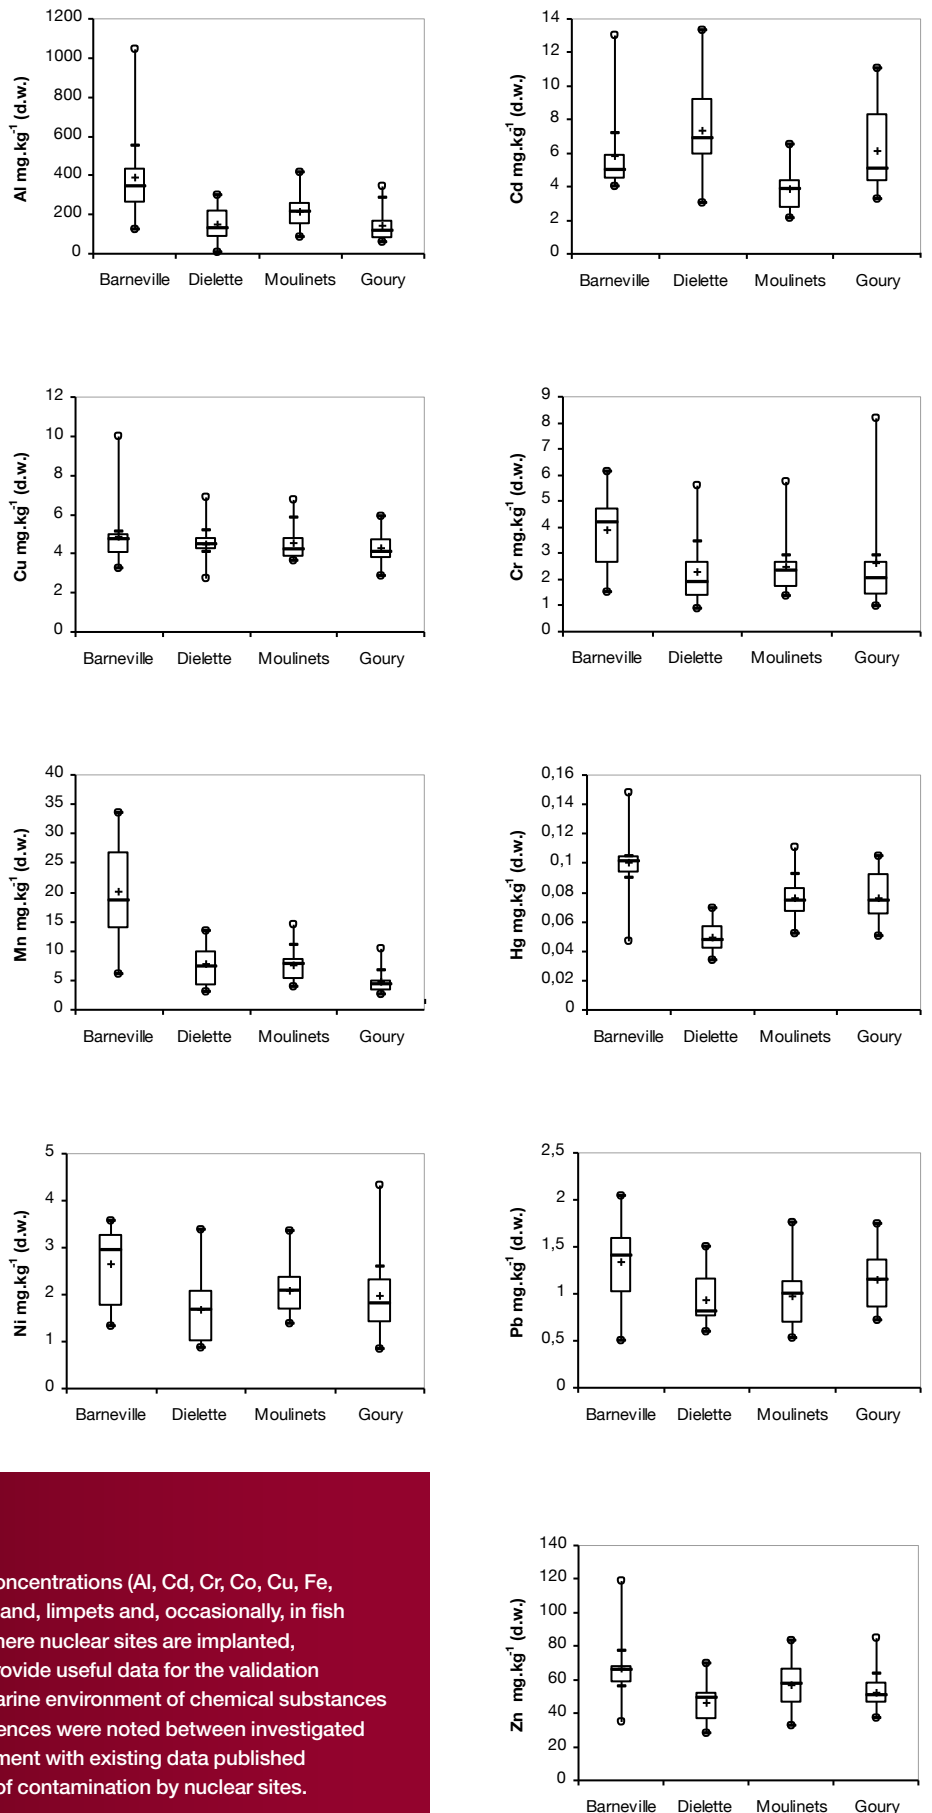 Al mg.kg-1 (d.w.)
1200
1000
800
600
400
200
0
Barneville Dielette Moulinets Goury
Cd mg.kg-1 (d.w.)
14
12
10
8
6
4
2
0
Barneville Dielette Moulinets Goury
Cu mg.kg-1 (d.w.)
12
10
8
6
4
2
0
Barneville Dielette Moulinets Goury
Cr mg.kg-1 (d.w.)
9
8
7
6
5
4
3
2
1
0
Barneville Dielette Moulinets Goury
Mn mg.kg-1 (d.w.)
40
35
30
25
20
15
10
5
0
Barneville Dielette Moulinets Goury
Hg mg.kg-1 (d.w.)
0,16
0,14
0,12
0,1
0,08
0,06
0,04
0,02
0
Barneville Dielette Moulinets Goury
Ni mg.kg-1 (d.w.)
5
4
3
2
1
0
Barneville Dielette Moulinets Goury
Pb mg.kg-1 (d.w.)
2,5
2
1,5
1
0,5
0
Barneville Dielette Moulinets Goury
oncentrations (Al, Cd, Cr, Co, Cu, Fe,
and, limpets and, occasionally, in fish
here nuclear sites are implanted,
rovide useful data for the validation
arine environment of chemical substances
ences were noted between investigated
ment with existing data published
of contamination by nuclear sites.
Zn mg.kg-1 (d.w.)
140
120
100
80
60
40
20
0
Barneville Dielette Moulinets Goury